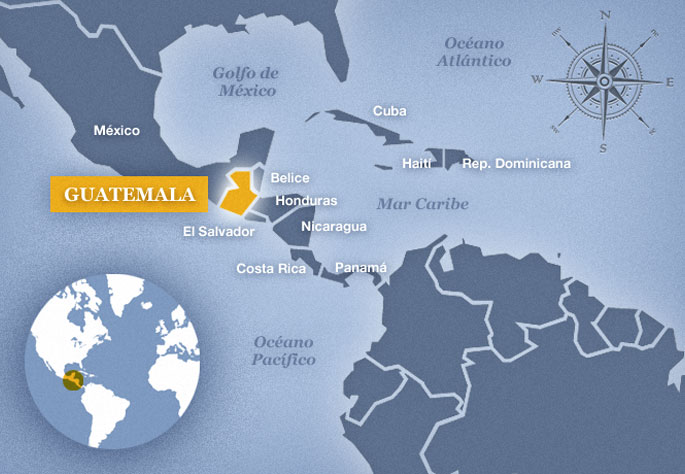 N
Océano
Atlántico
Golfo de
México
W
E
Cuba
México
S
Haití
Rep. Dominicana
Belice
GUATEMALA
Honduras
Mar Caribe
Nicaragua
El Salvador
Costa Rica
Panamá
Océano
Pacífico